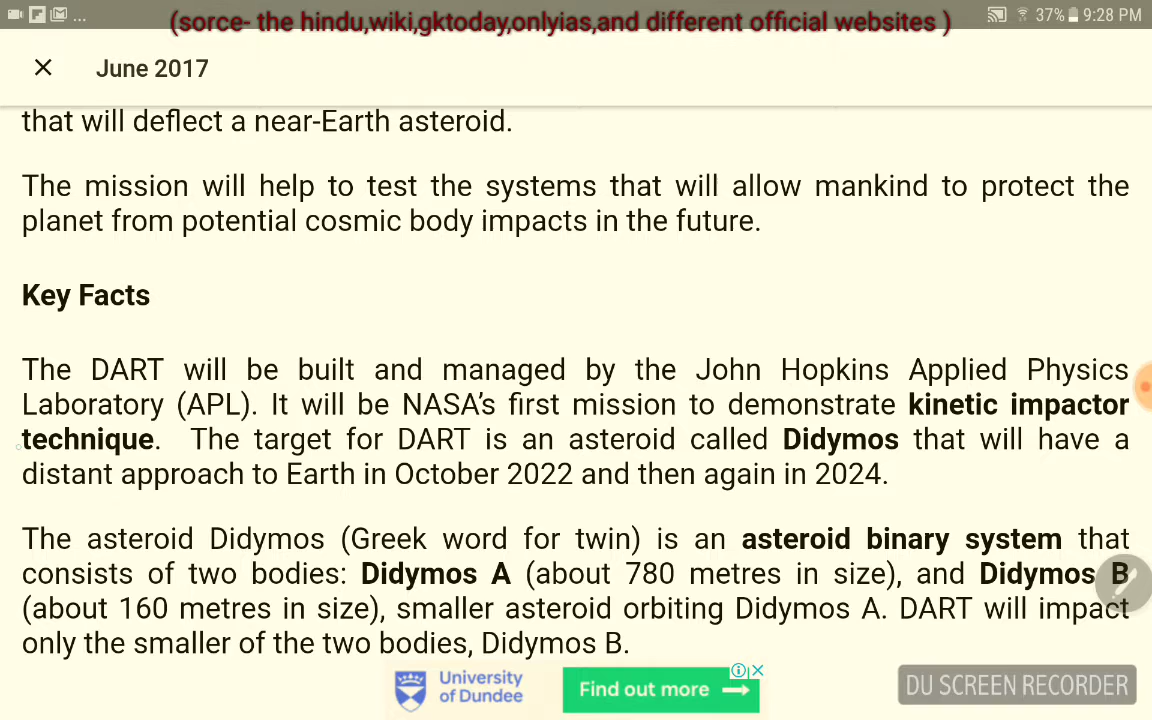 (sorce- the hindu,wiki,gktoday,onlyias,and different official websites )
... 37% 9:28 PM
June 2017
that will deflect a near-Earth asteroid.
The mission will help to test the systems that will allow mankind to protect the
planet from potential cosmic body impacts in the future.
Key Facts
The DART will be built and managed by the John Hopkins Applied Physics
Laboratory (APL). It will be NASA's first mission to demonstrate kinetic impactor
technique. The target for DART is an asteroid called Didymos that will have a
distant approach to Earth in October 2022 and then again in 2024.
The asteroid Didymos (Greek word for twin) is an asteroid binary system that
consists of two bodies: Didymos A (about 780 metres in size), and Didymos B
(about 160 metres in size), smaller asteroid orbiting Didymos A. DART will impact
only the smaller of the two bodies, Didymos B.
University
of Dundee
Find out more
DU SCREEN RECORDER